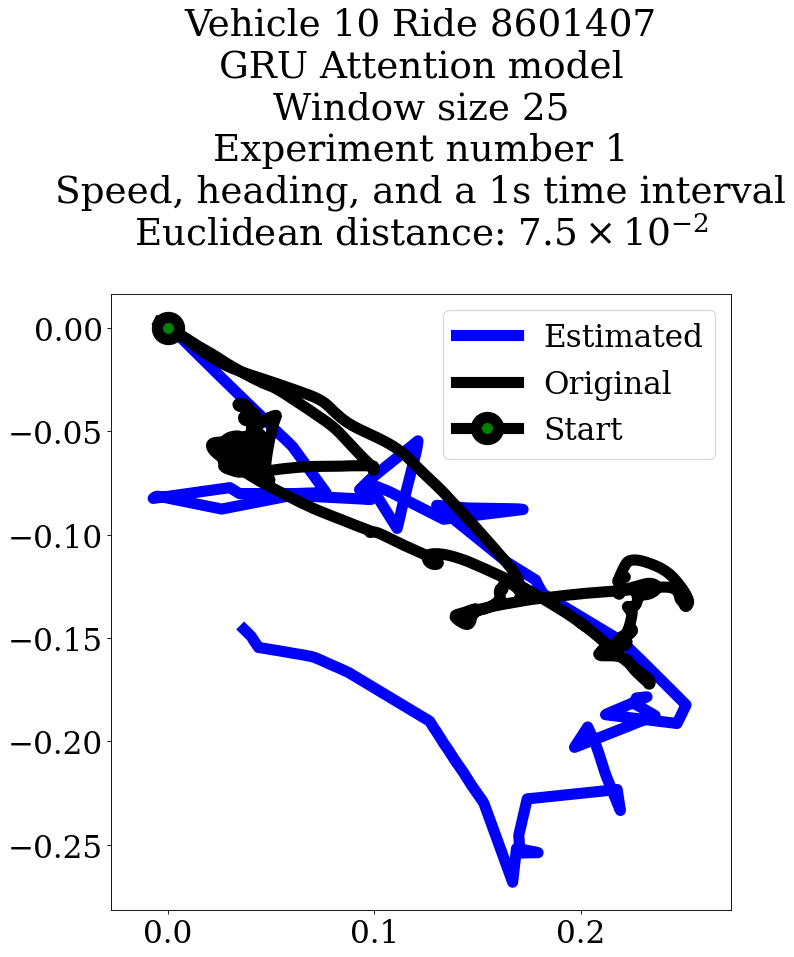 Vehicle 10 Ride 8601407
GRU Attention model
Window size 25
Experiment number 1
Speed, heading, and a 1s time interval
Euclidean distance: 7.5 × 10⁻²
Estimated
Original
Start
0.00
−0.05
−0.10
−0.15
−0.20
−0.25
0.0 0.1 0.2